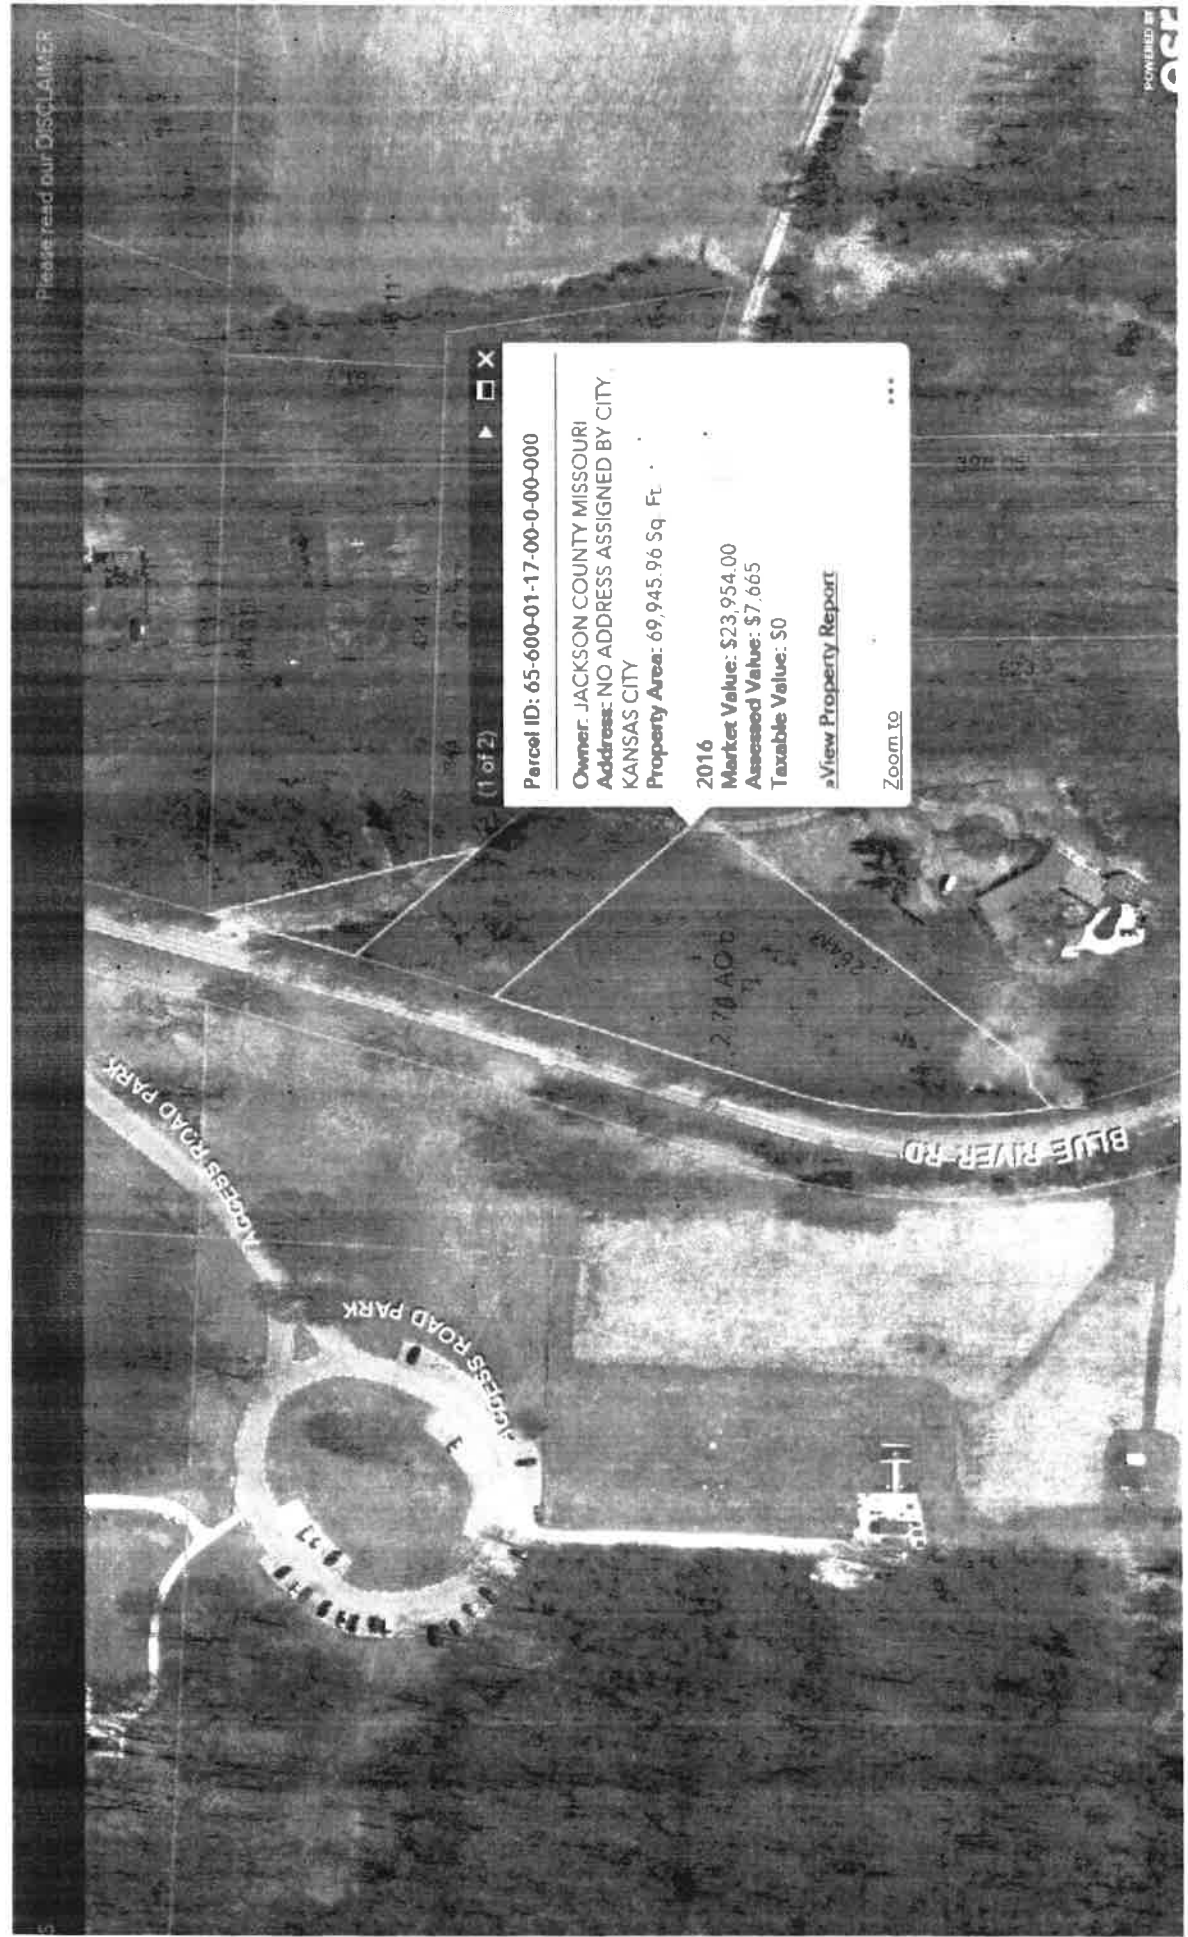 Please read our DISCLAIMER
(1 of 2)
Parcel ID: 65-600-01-17-00-0-00-000
Owner: JACKSON COUNTY MISSOURI
Address: NO ADDRESS ASSIGNED BY CITY,
KANSAS CITY
Property Area: 69,945.96 Sq. Ft.
2016
Market Value: $23,954.00
Assessed Value: $7,665
Taxable Value: $0
View Property Report
Zoom to
...
ACCESS ROAD PARK
ACCESS ROAD PARK
BLUE RIVER RD
POWERED BY
esri